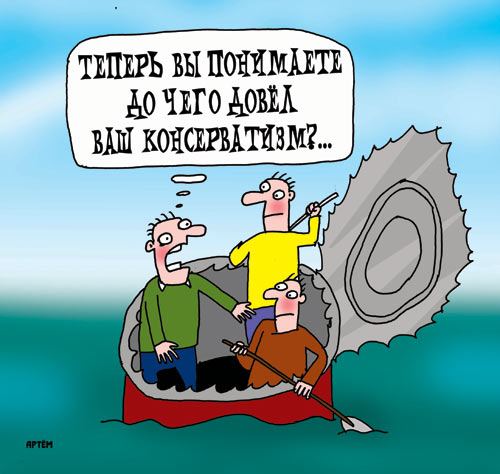 ТЕПЕРЬ ВЫ ПОНИМАЕТЕ
ДО ЧЕГО ДОВЁЛ
ВАШ КОНСЕРВАТИЗМ?...
АРТЁМ